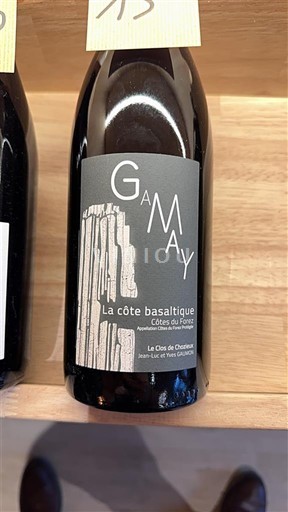 13
GAMAY
La côte basaltique
Côtes du Forez
Appellation Côtes du Forez Protégée
Le Clos de Chozieux
Jean-Luc et Yves GAUMON